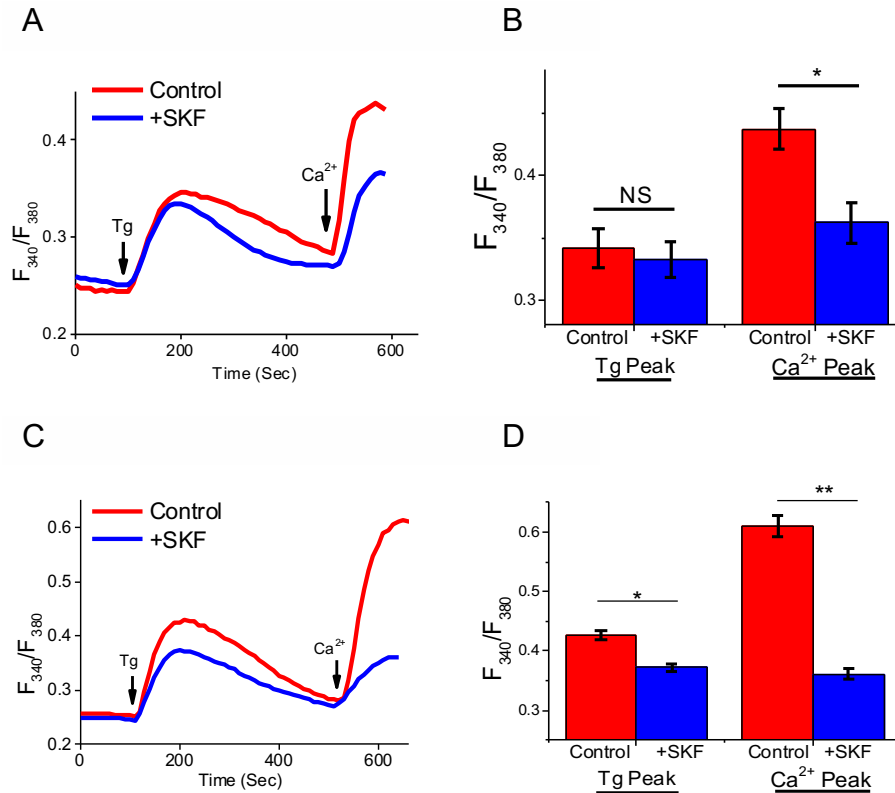 A
Control
+SKF
F340/F380
0.4
0.3
0.2
Tg
Ca2+
0 200 400 600
Time (Sec)
B
F340/F380
0.4
0.3
NS
*
Control +SKF Control +SKF
Tg Peak Ca2+ Peak
C
Control
+SKF
F340/F380
0.6
0.5
0.4
0.3
0.2
Tg
Ca2+
0 200 400 600
Time (Sec)
D
F340/F380
0.6
0.5
0.4
0.3
*
**
Control +SKF Control +SKF
Tg Peak Ca2+ Peak